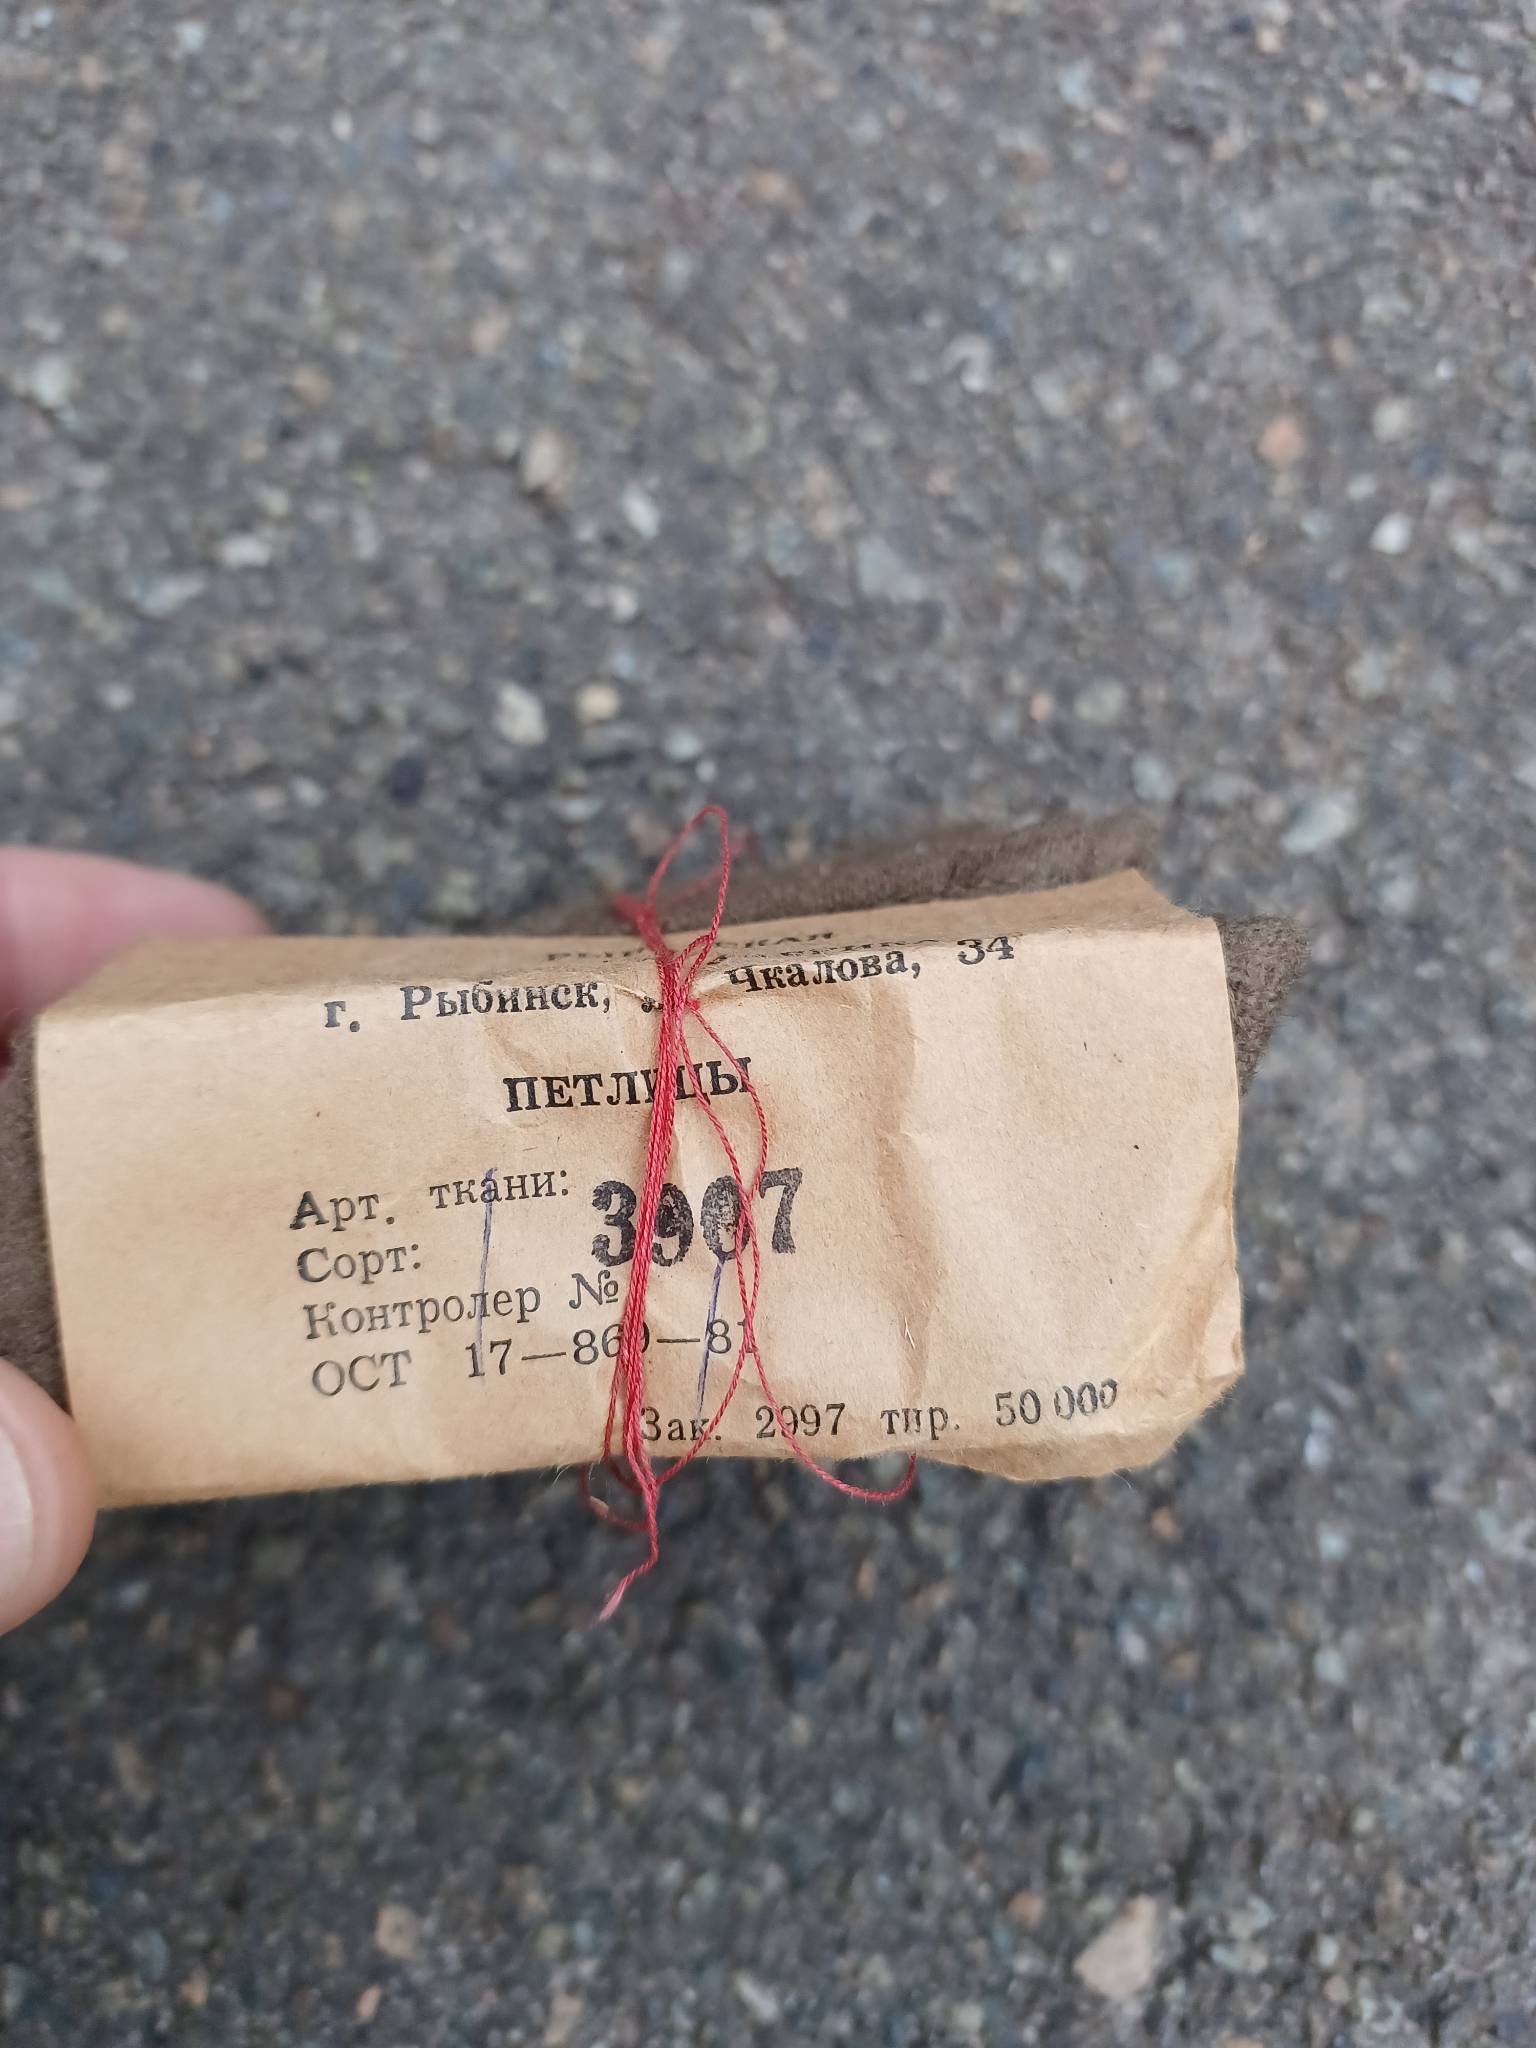 г. Рыбинск, Чкалова, 34
ПЕТЛИЦЫ
Арт. ткани: 3907
Сорт:
Контролер №
ОСТ 17—869—81
Зак. 2997 тир. 50 000